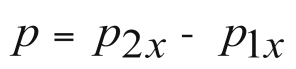 p = p2x - p1x